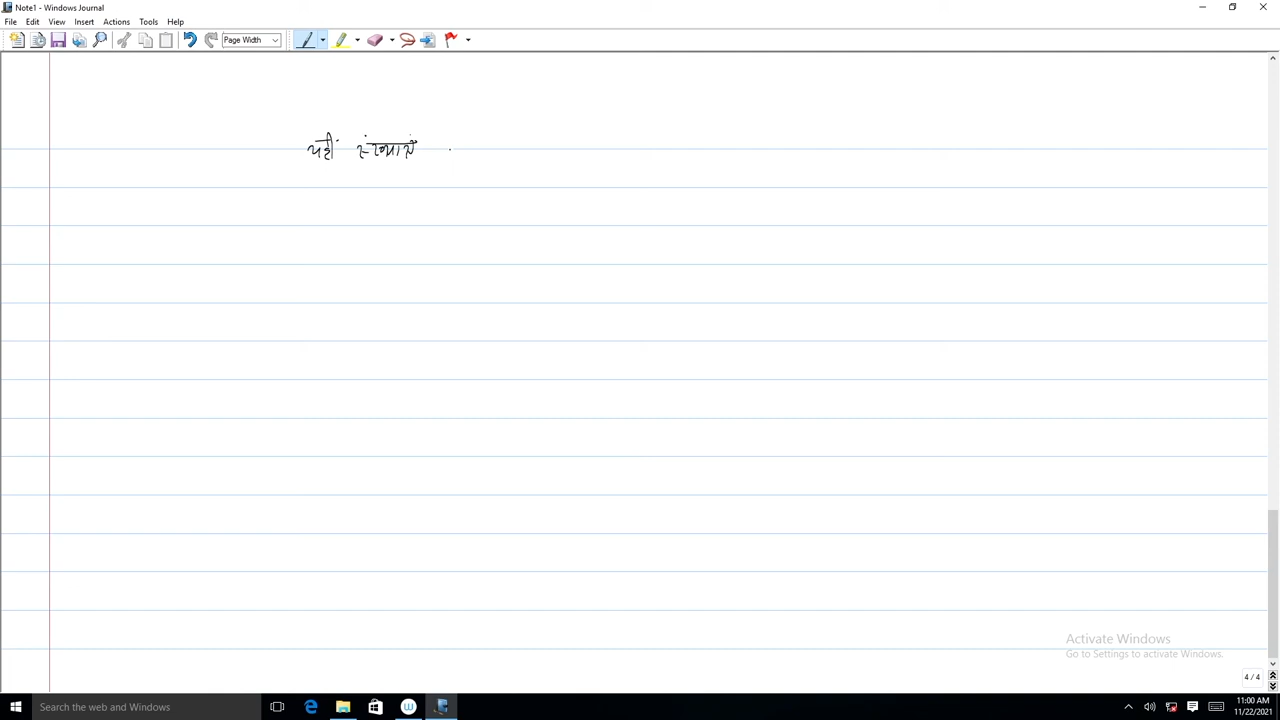 Note1 - Windows Journal
File Edit View Insert Actions Tools Help
Page Width
यहाँ संख्याएँ
Activate Windows
Go to Settings to activate Windows.
4 / 4
Search the web and Windows
11:00 AM
11/22/2021